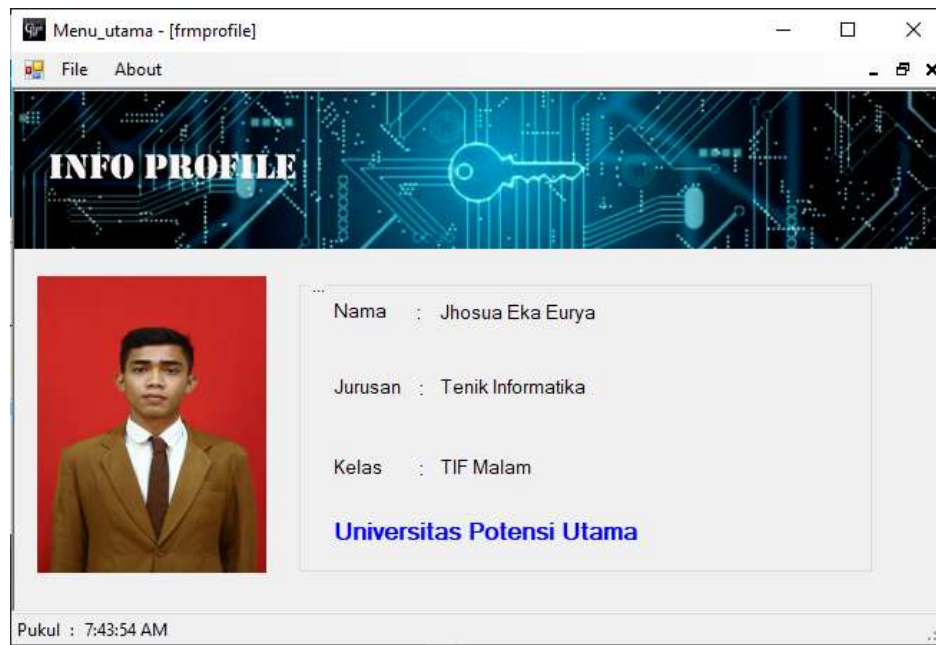 Menu_utama - [frmprofile]
File About
INFO PROFILE
...
Nama : Jhosua Eka Eurya
Jurusan : Tenik Informatika
Kelas : TIF Malam
Universitas Potensi Utama
Pukul : 7:43:54 AM